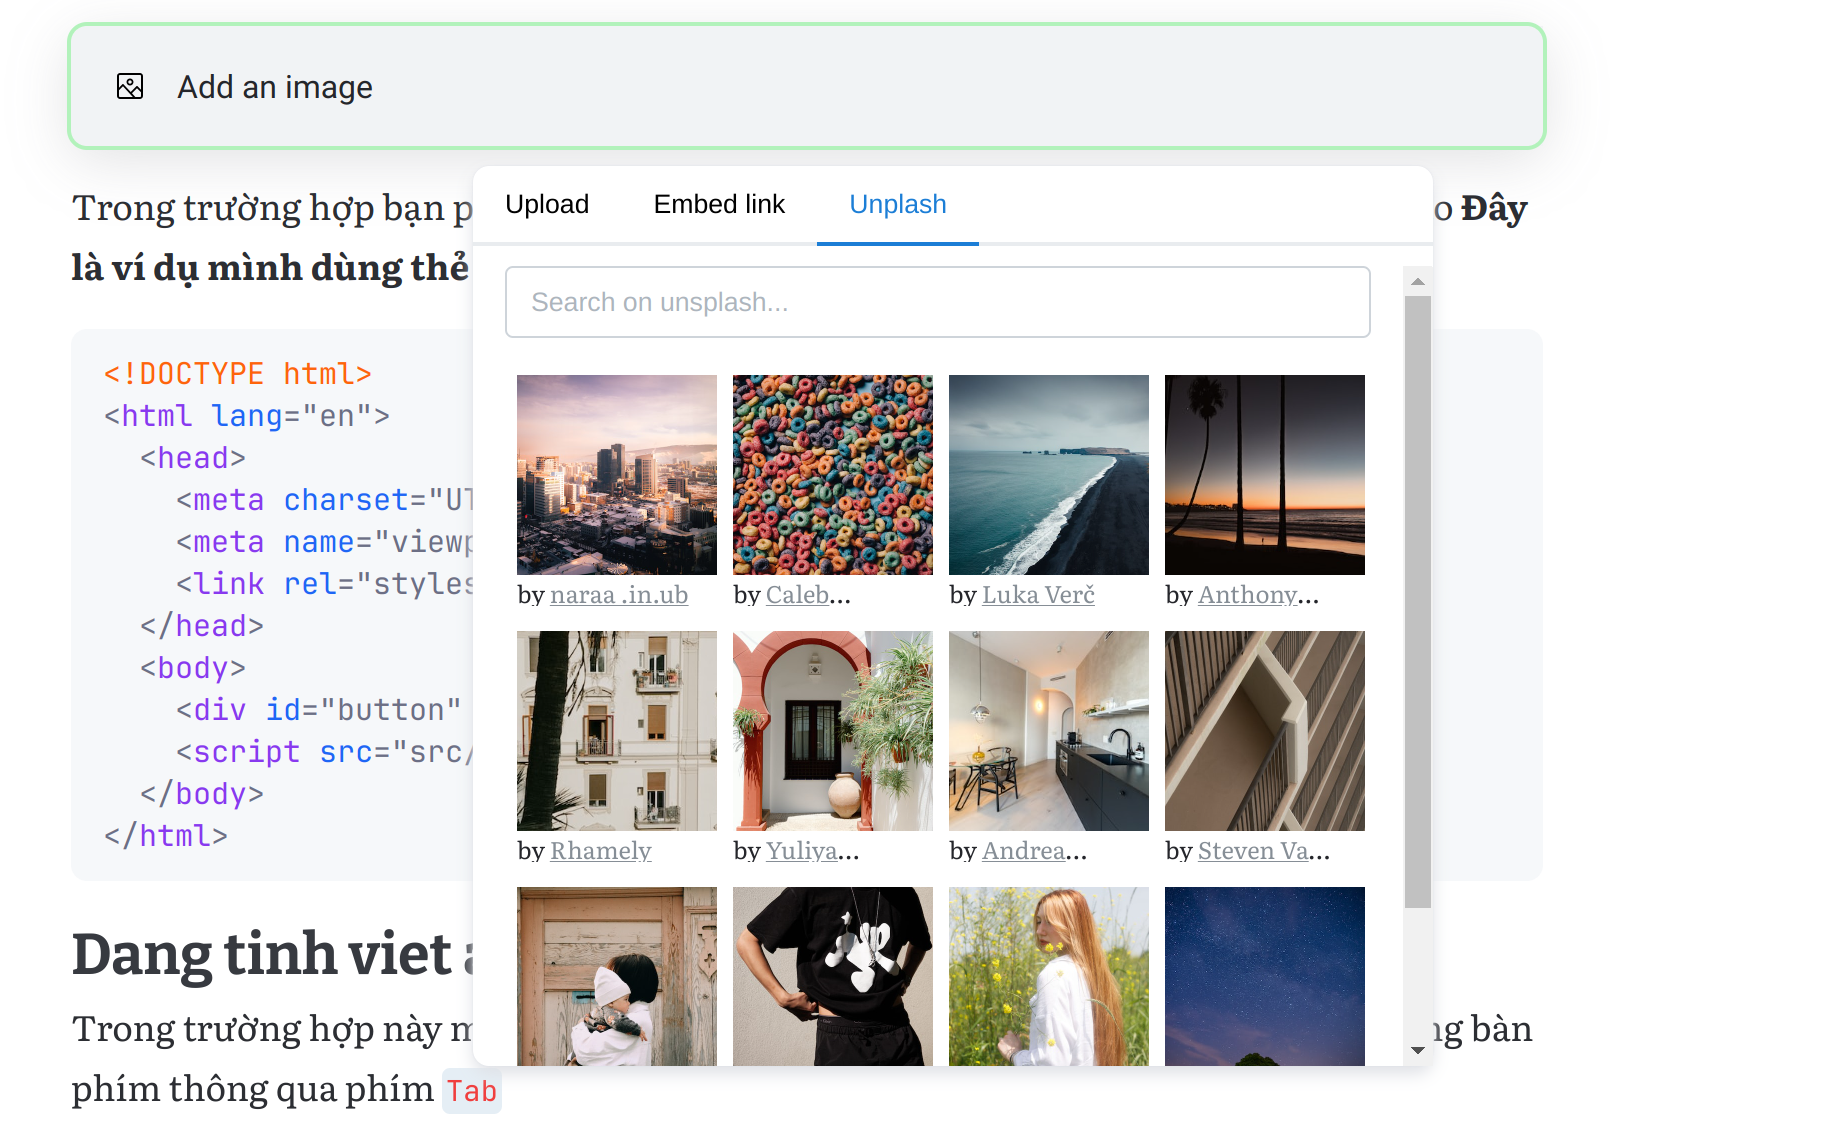 Add an image
Upload Embed link Unplash
Search on unsplash...
by naraa .in.ub by Caleb... by Luka Verč by Anthony...
by Rhamely by Yuliya... by Andrea... by Steven Va...
Trong trường hợp bạn p o Đây
là ví dụ mình dùng thẻ
<!DOCTYPE html>
<html lang="en">
<head>
<meta charset="UT
<meta name="viewp
<link rel="styles
</head>
<body>
<div id="button"
<script src="src/
</body>
</html>
Dang tinh viet
Trong trường hợp này m ng bàn
phím thông qua phím Tab